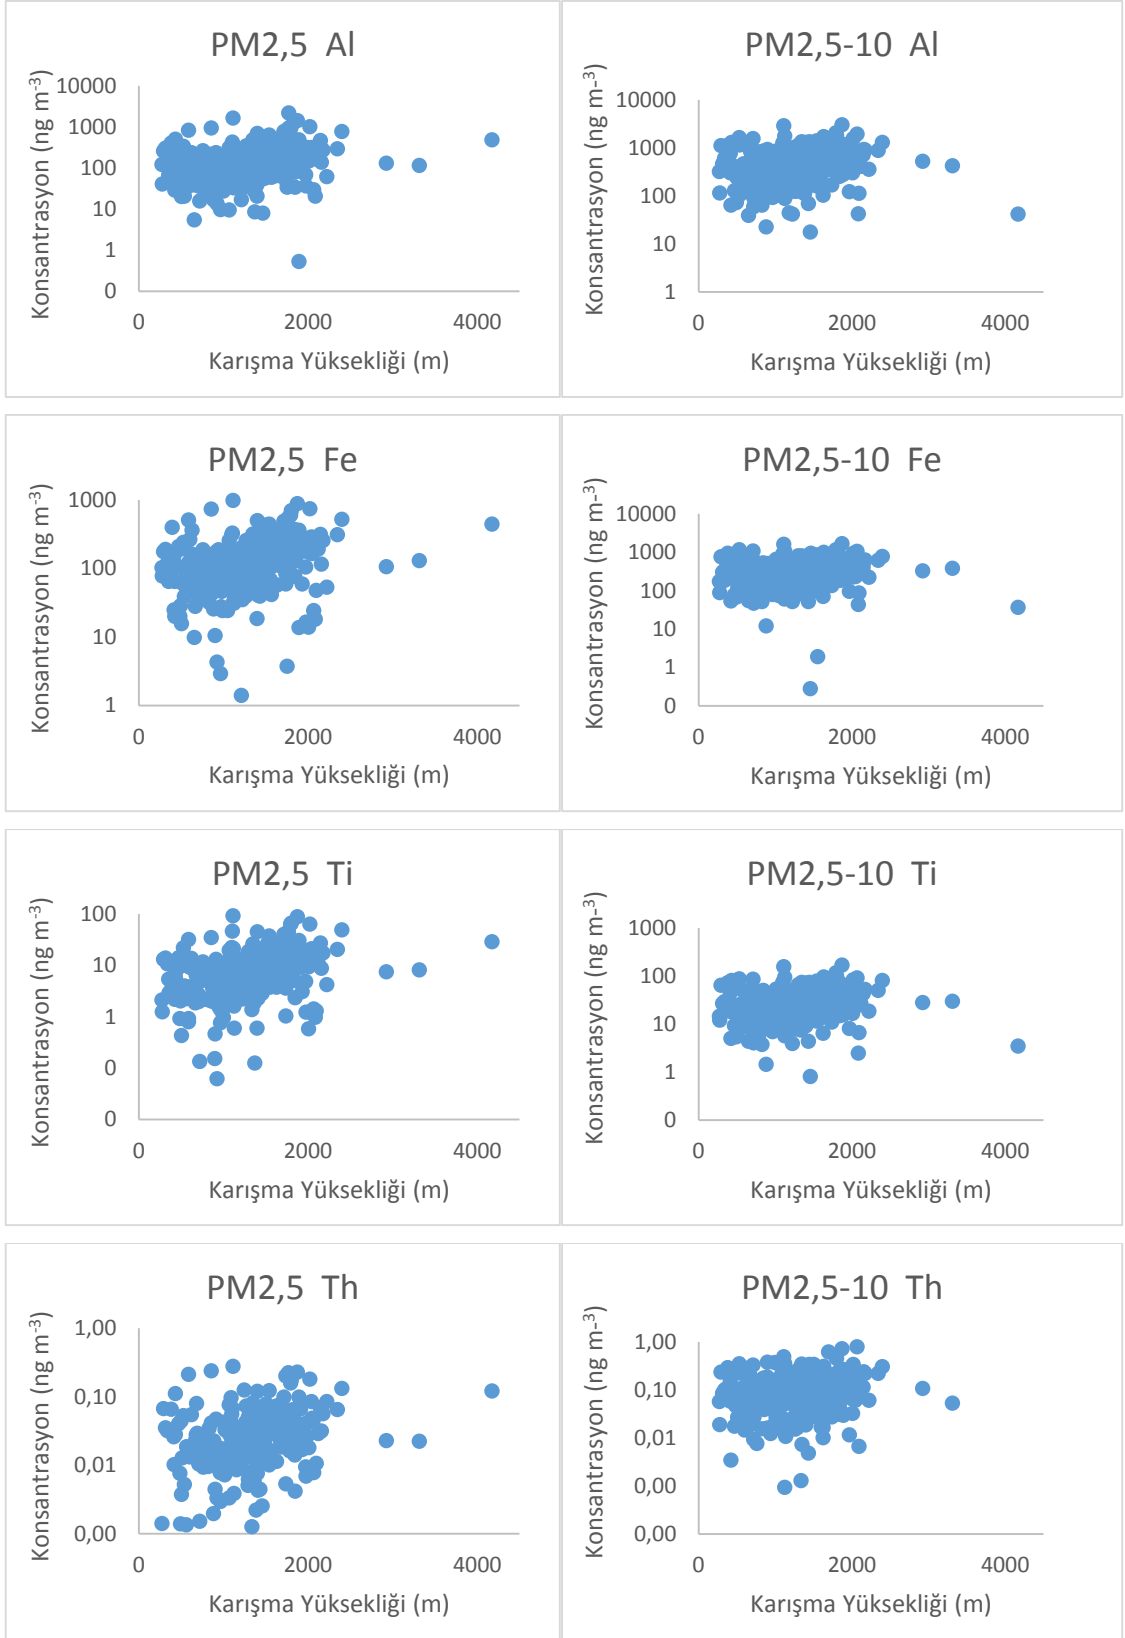 PM2,5 Al
Konsantrasyon (ng m-3)
10000
1000
100
10
1
0
0 2000 4000
Karışma Yüksekliği (m)
PM2,5-10 Al
Konsantrasyon (ng m-3)
10000
1000
100
10
1
0 2000 4000
Karışma Yüksekliği (m)
PM2,5 Fe
Konsantrasyon (ng m-3)
1000
100
10
1
0 2000 4000
Karışma Yüksekliği (m)
PM2,5-10 Fe
Konsantrasyon (ng m-3)
10000
1000
100
10
1
0
0 2000 4000
Karışma Yüksekliği (m)
PM2,5 Ti
Konsantrasyon (ng m-3)
100
10
1
0
0
0 2000 4000
Karışma Yüksekliği (m)
PM2,5-10 Ti
Konsantrasyon (ng m-3)
1000
100
10
1
0
0 2000 4000
Karışma Yüksekliği (m)
PM2,5 Th
Konsantrasyon (ng m-3)
1,00
0,10
0,01
0,00
0 2000 4000
Karışma Yüksekliği (m)
PM2,5-10 Th
Konsantrasyon (ng m-3)
1,00
0,10
0,01
0,00
0,00
0 2000 4000
Karışma Yüksekliği (m)